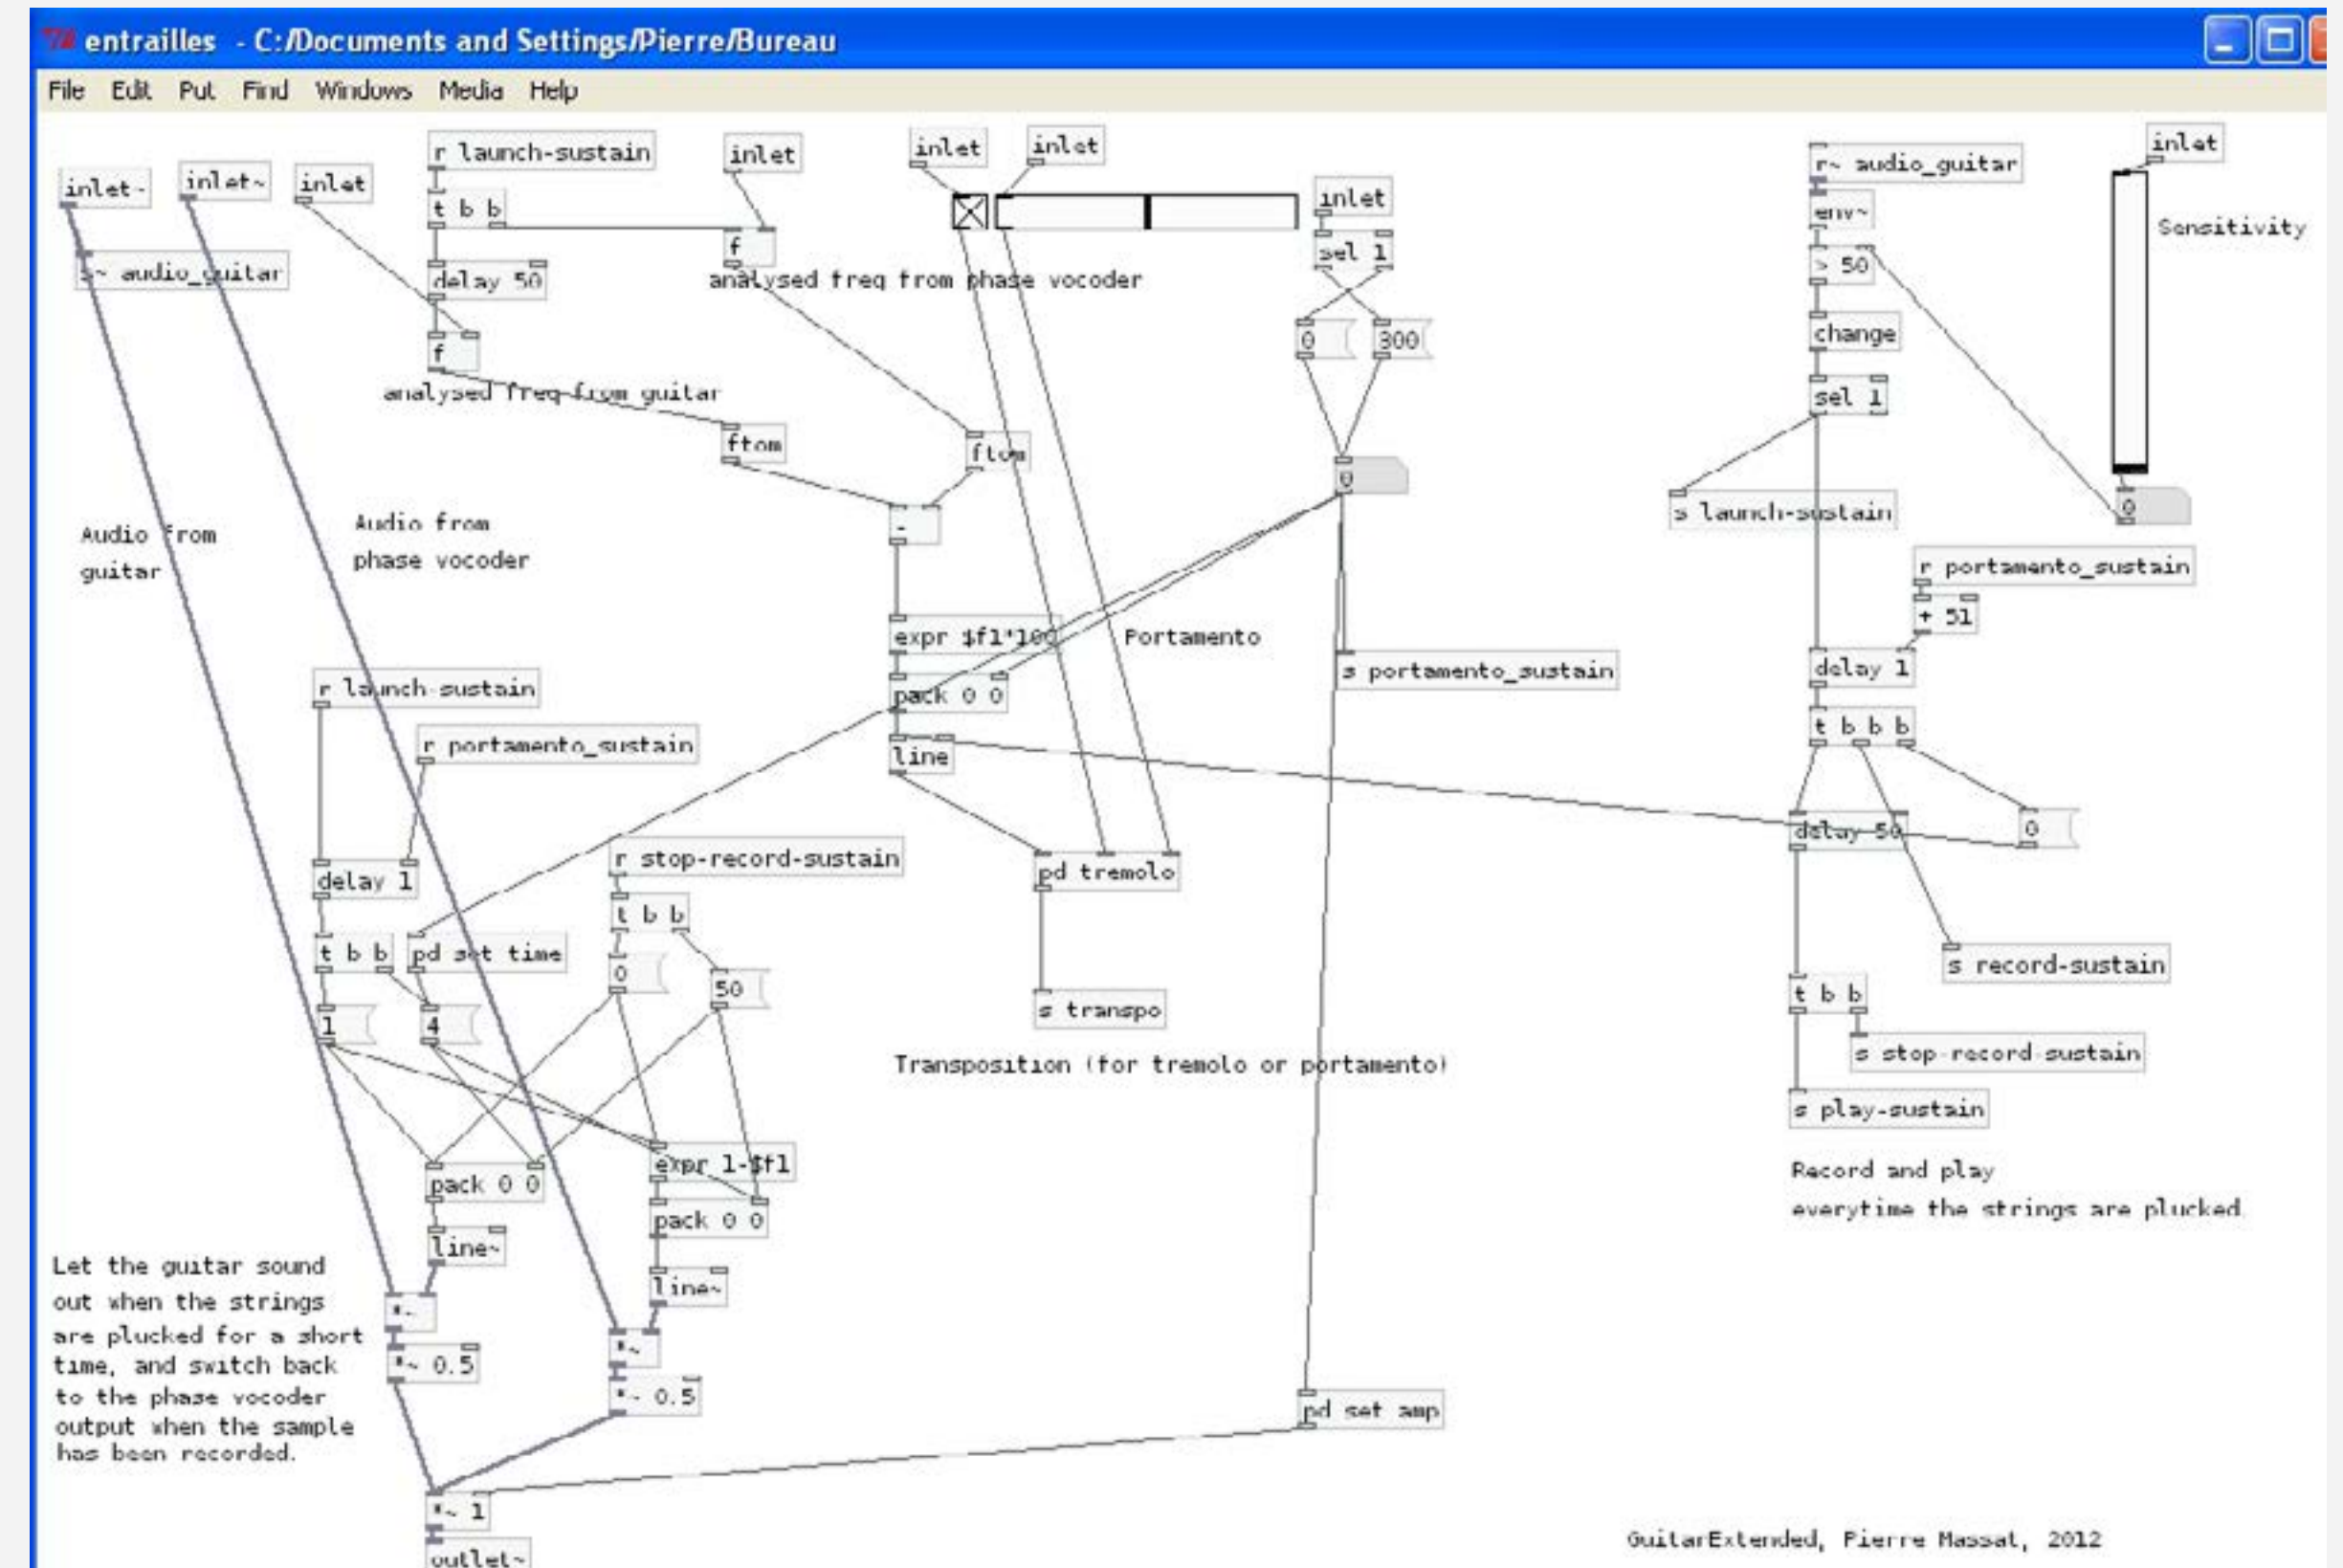 entrailles - C:/Documents and Settings/Pierre/Bureau
File Edit Put Find Windows Media Help
inlet~
inlet~
inlet
r launch-sustain
inlet
inlet
inlet
inlet
r~ audio_guitar
inlet
s~ audio_guitar
t b b
f
sel 1
env~
Sensitivity
delay 50
analysed freq from phase vocoder
> 50
f
0
300
change
analysed freq from guitar
sel 1
ftom
ftom
0
s launch-sustain
0
Audio from
guitar
Audio from
phase vocoder
-
r portamento_sustain
+ 51
expr $f1*100
Portamento
s portamento_sustain
delay 1
r launch-sustain
pack 0 0
t b b b
r portamento_sustain
line
delay 50
0
delay 1
r stop-record-sustain
pd tremolo
t b b
t b b
pd set time
0
50
s record-sustain
1
4
s transpo
t b b
Transposition (for tremolo or portamento)
s stop-record-sustain
s play-sustain
pack 0 0
expr 1-$f1
Record and play
everytime the strings are plucked.
pack 0 0
line~
line~
Let the guitar sound
out when the strings
are plucked for a short
time, and switch back
to the phase vocoder
output when the sample
has been recorded.
*~
*~
*~ 0.5
*~ 0.5
pd set amp
*~ 1
outlet~
GuitarExtended, Pierre Massat, 2012